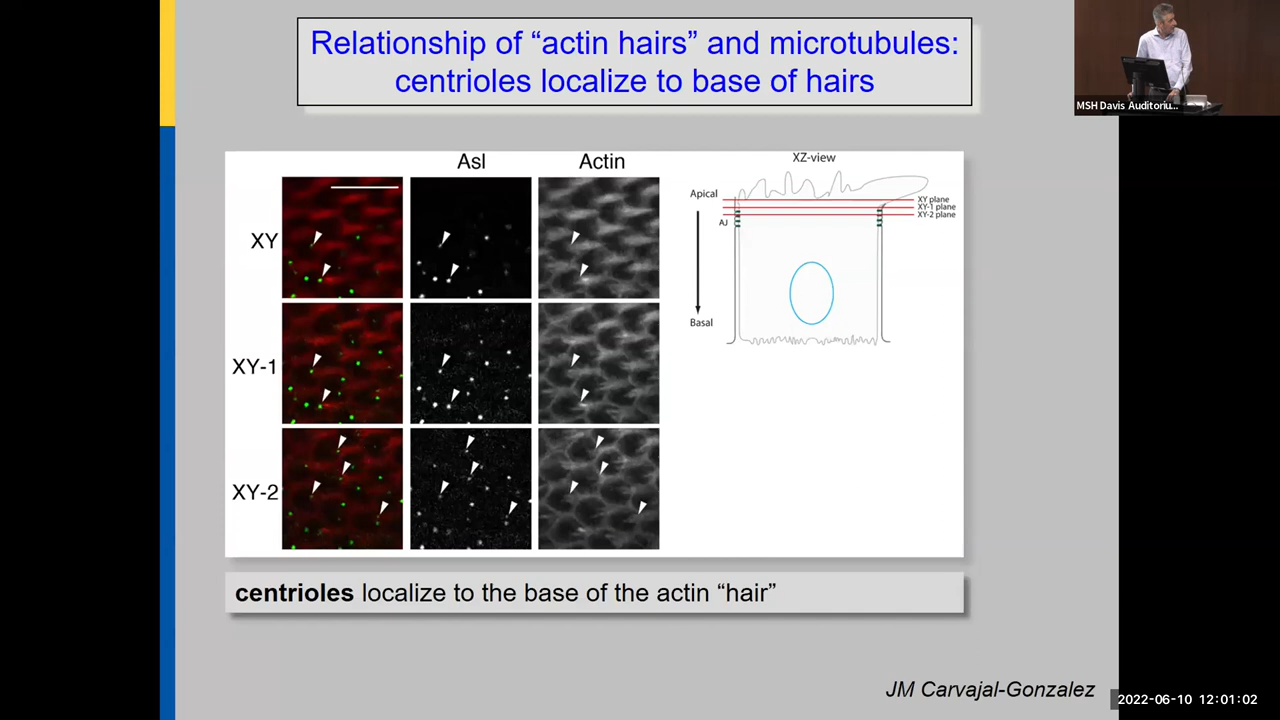 Relationship of “actin hairs” and microtubules:
centrioles localize to base of hairs
MSH Davis Auditoriu...
Asl
Actin
XY
XY-1
XY-2
XZ-view
Apical
XY plane
XY-1 plane
XY-2 plane
AJ
Basal
centrioles localize to the base of the actin “hair”
JM Carvajal-Gonzalez
2022-06-10 12:01:02